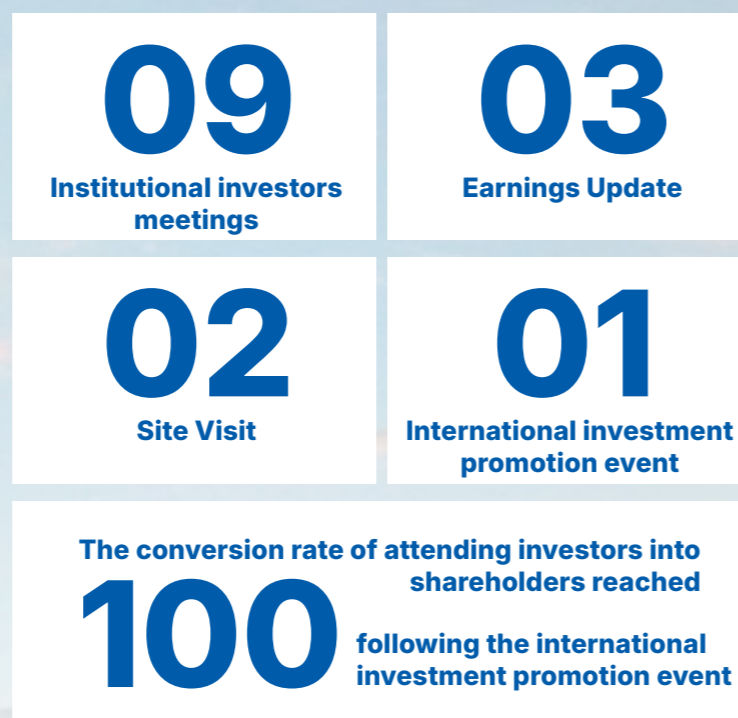 09
Institutional investors
meetings
03
Earnings Update
02
Site Visit
01
International investment
promotion event
The conversion rate of attending investors into
shareholders reached
100
following the international
investment promotion event